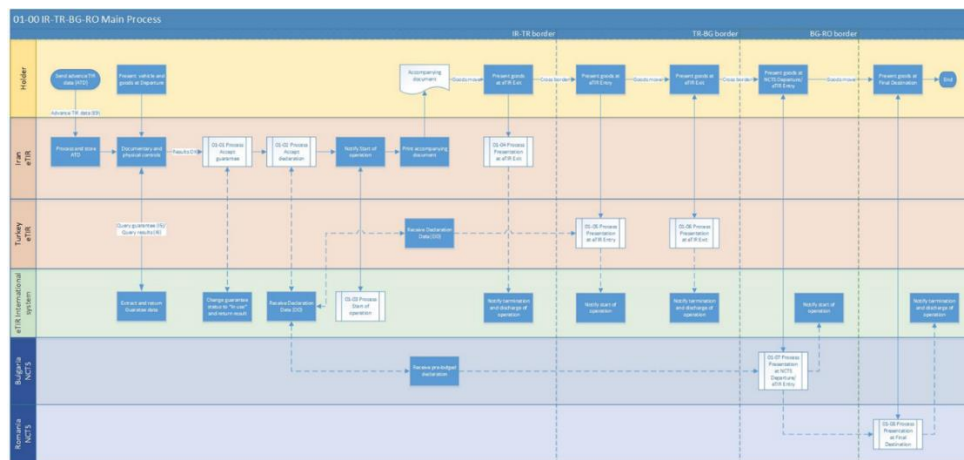 01-00 IR-TR-BG-RO Main Process
IR-TR border
TR-BG border
BG-RO border
Holder
Send advance TIR
data (ATD)
Present vehicle and
goods at Departure
Accompanying
document
Goods move
Present goods
at eTIR Exit
Cross border
Present goods at
eTIR Entry
Goods move
Present goods at
eTIR Exit
Cross border
Present goods at
NCTS Departure/
eTIR Entry
Goods move
Present goods at
Final Destination
End
Advance TIR data
Iran
eTIR
Process and store
ATD
Documentary and
physical controls
Results
01-01 Process
Accept
guarantee
01-02 Process
Accept
declaration
Notify Start of
operation
Print accompanying
document
01-04 Process
Presentation
at eTIR Exit
Turkey
eTIR
Query guarantee (I5)/
Query results (I6)
Receive Declaration
Data
01-05 Process
Presentation
at eTIR Entry
01-06 Process
Presentation
at eTIR Exit
eTIR International
system
Extract and return
Guarantee data
Change guarantee
status to "in use"
and return result
Receive Declaration
Data
01-03 Process
Start of
operation
Notify termination
and discharge of
operation
Notify start of
operation
Notify termination
and discharge of
operation
Notify start of
operation
Notify termination
and discharge of
operation
Bulgaria
NCTS
Receive prelodged
declaration
01-07 Process
Presentation
at NCTS
Departure/
eTIR Entry
Romania
NCTS
01-08 Process
Presentation
at Final
Destination